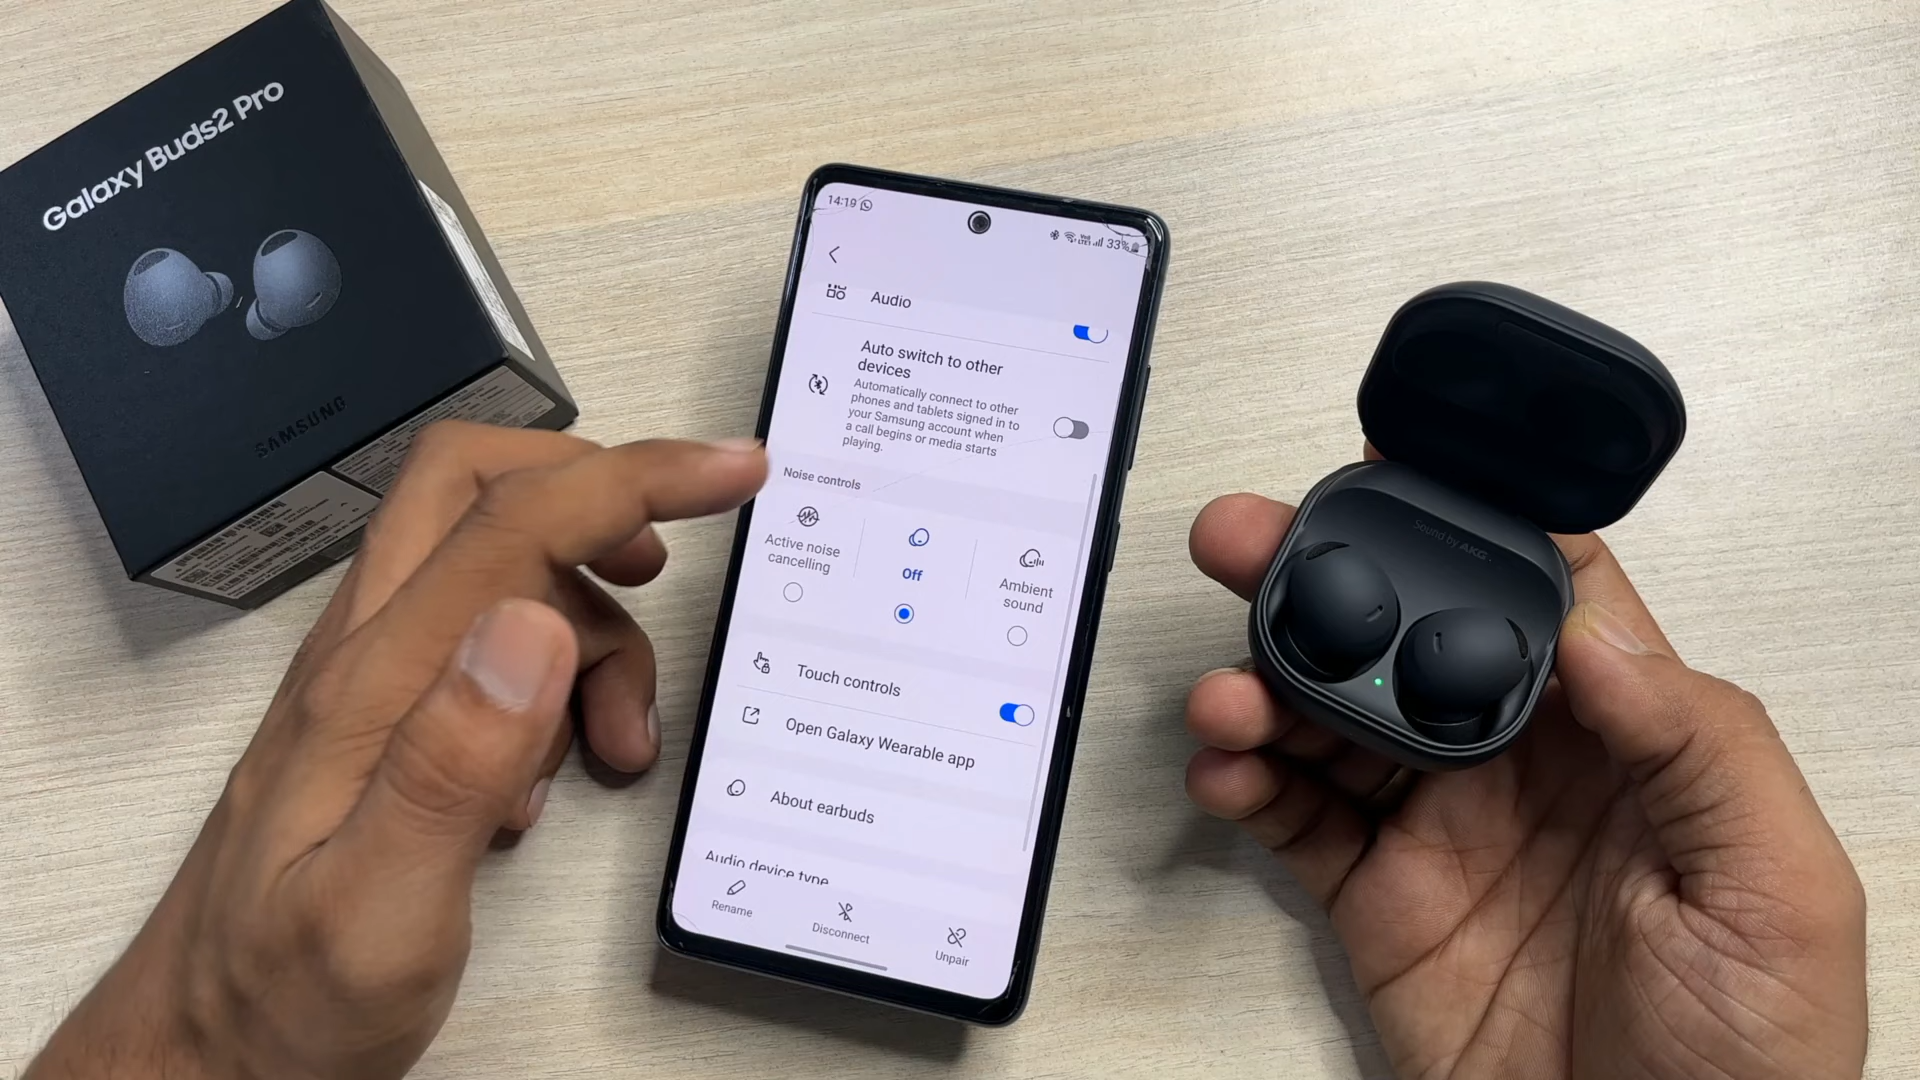 Galaxy Buds2 Pro
SAMSUNG
14:19
VoII
LTE1
33%
Audio
Auto switch to other
devices
Automatically connect to other
phones and tablets signed in to
your Samsung account when
a call begins or media starts
playing.
Noise controls
Active noise
cancelling
Off
Ambient
sound
Touch controls
Open Galaxy Wearable app
About earbuds
Audio device type
Rename
Disconnect
Unpair
Sound by AKG